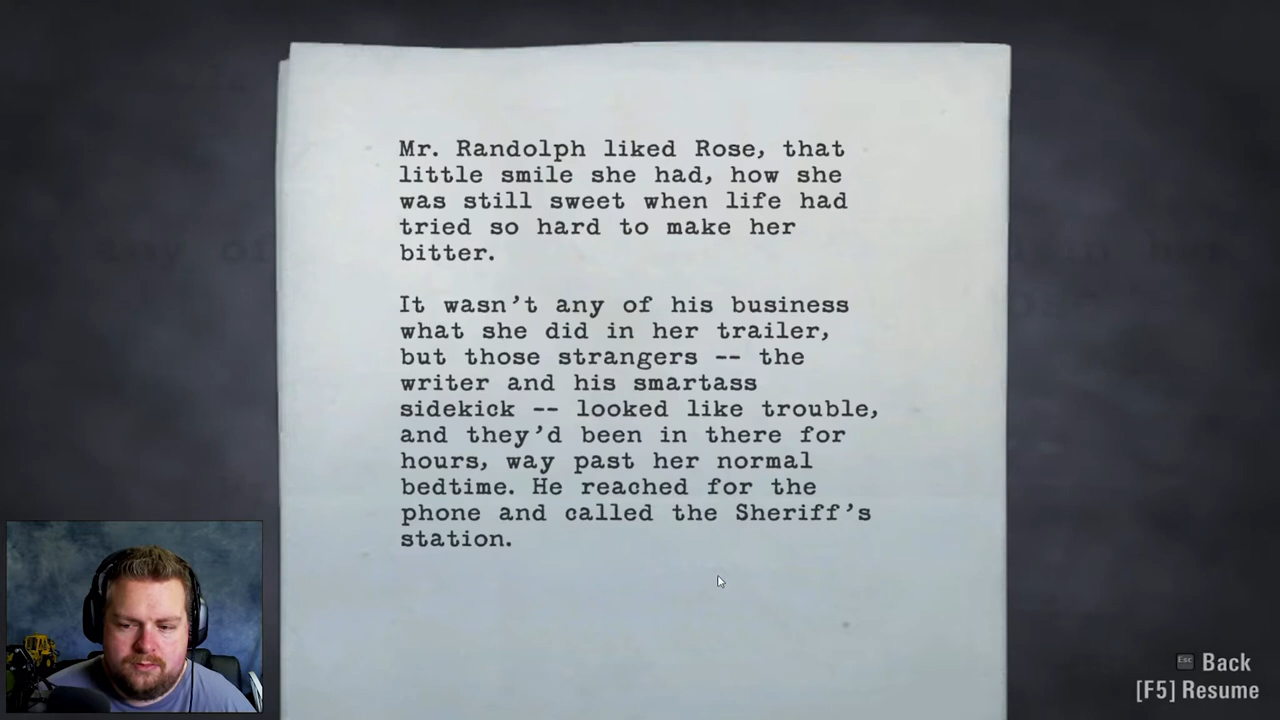 Mr. Randolph liked Rose, that
little smile she had, how she
was still sweet when life had
tried so hard to make her
bitter.
It wasn't any of his business
what she did in her trailer,
but those strangers -- the
writer and his smartass
sidekick -- looked like trouble,
and they'd been in there for
hours, way past her normal
bedtime. He reached for the
phone and called the Sheriff's
station.
Esc Back
[F5] Resume